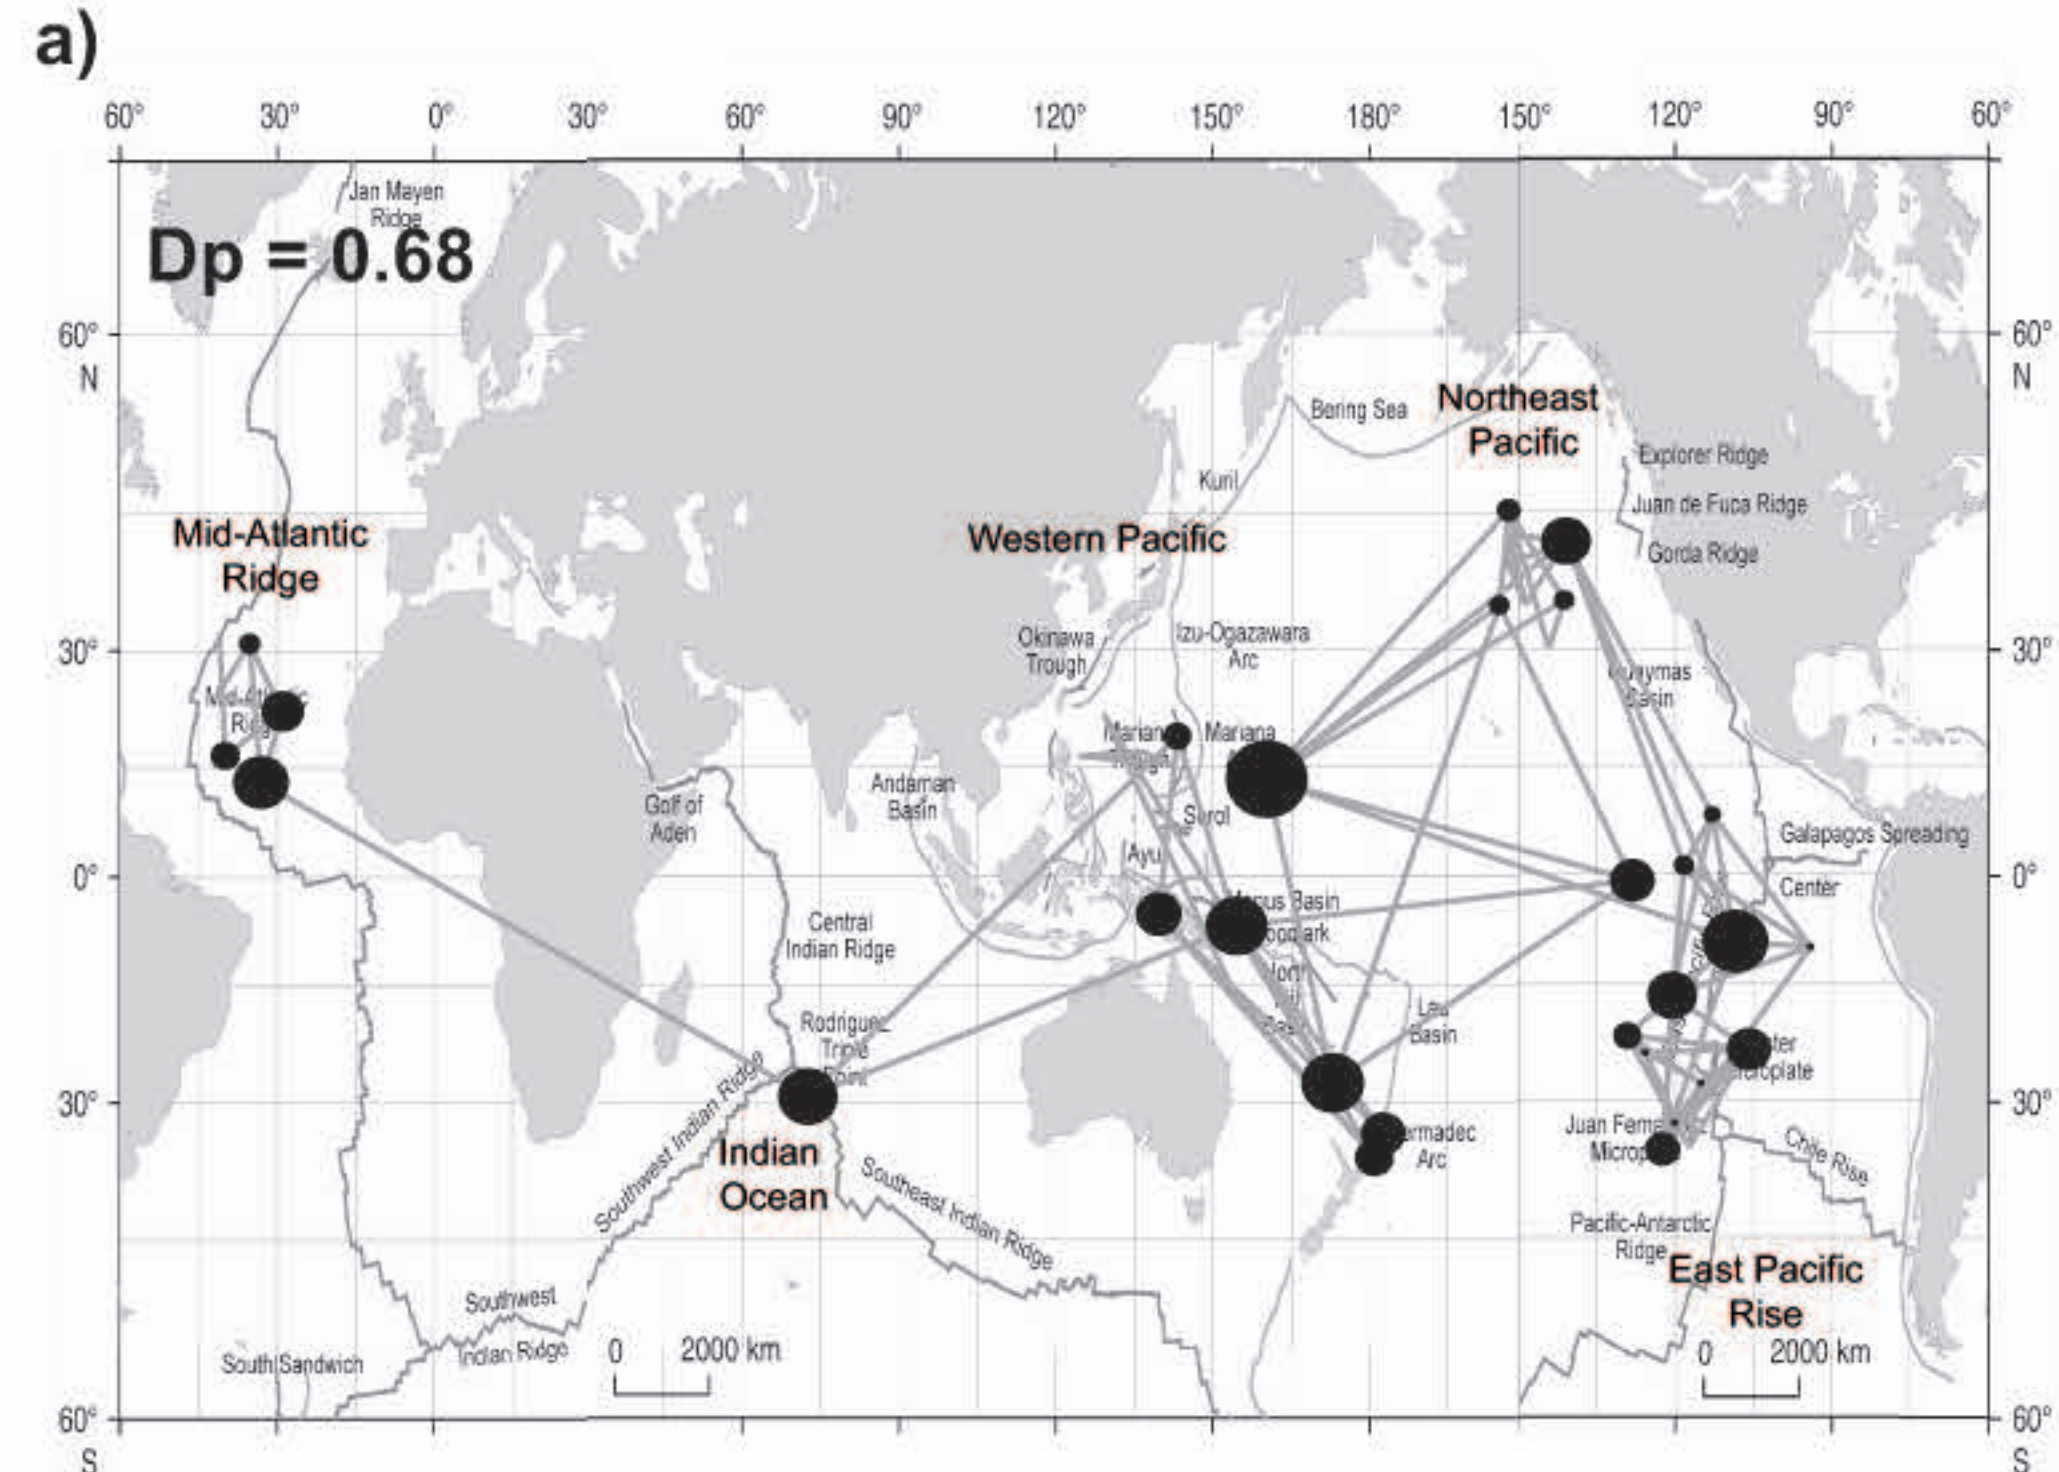 a)
60° 30° 0° 30° 60° 90° 120° 150° 180° 150° 120° 90° 60°
Jan Mayen
Ridge
Dp = 0.68
60° 60°
N N
Northeast
Pacific
Bering Sea
Explorer Ridge
Kuril
Juan de Fuca Ridge
Mid-Atlantic
Ridge
Western Pacific
Gorda Ridge
30° 30°
Okinawa
Trough
Izu-Ogazawara
Arc
Basin
Mariana
Andaman
Basin
Golf of
Aden
Ayu
Galapagos Spreading
Center
0° 0°
Basin
Central
Indian Ridge
Rodriguez
Triple
Point
Lau
Basin
30° 30°
Southwest Indian Ridge
Indian
Ocean
Southeast Indian Ridge
Arc
Chile Rise
Pacific-Antarctic
Ridge
East Pacific
Rise
Southwest
Indian Ridge
South Sandwich
0 2000 km
0 2000 km
60° 60°
S S